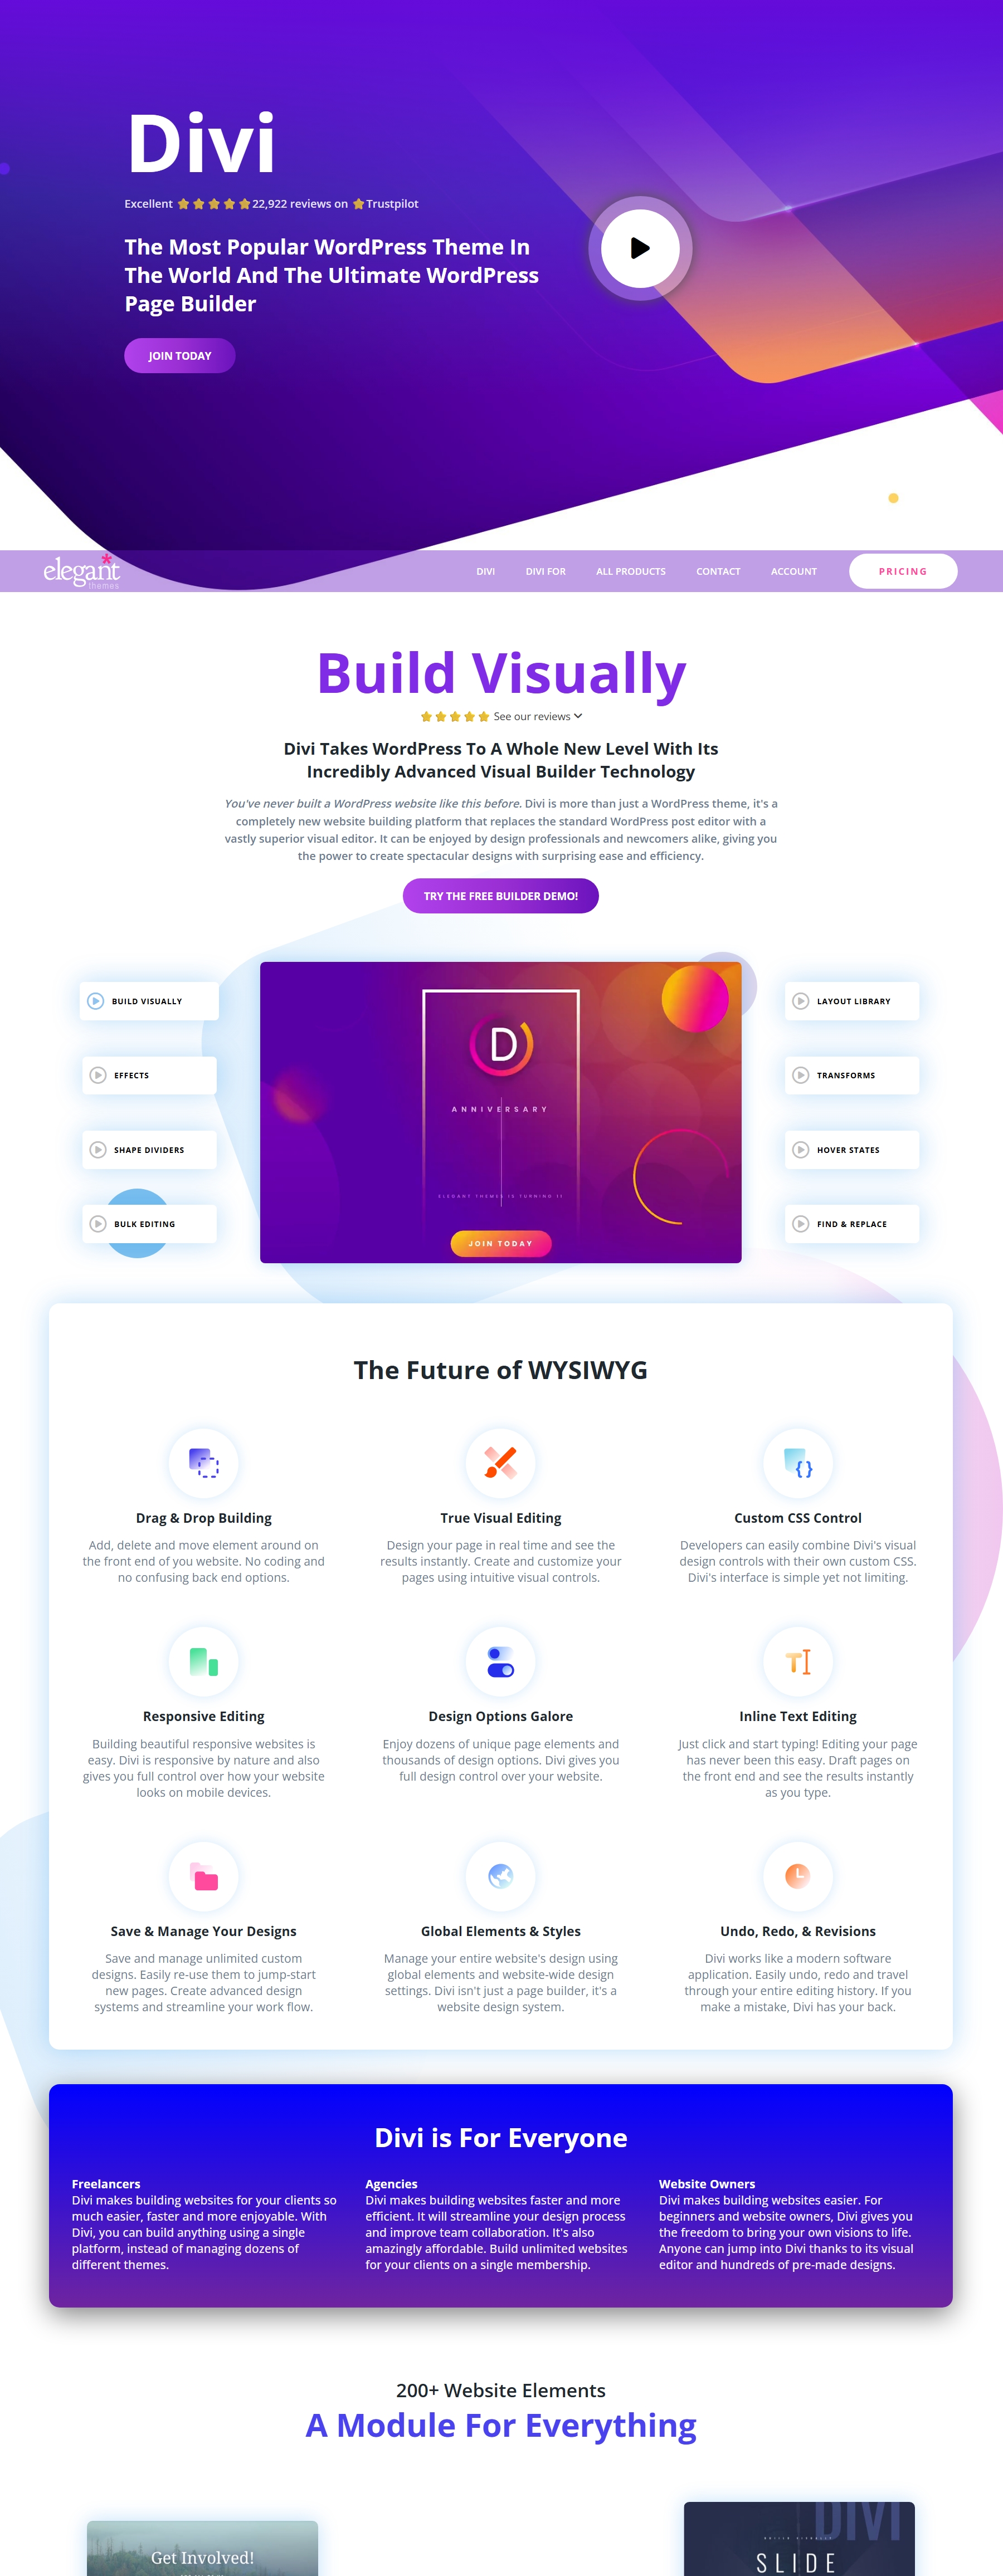 Divi
Excellent 22,922 reviews on Trustpilot
The Most Popular WordPress Theme In
The World And The Ultimate WordPress
Page Builder
JOIN TODAY
elegant themes
DIVI
DIVI FOR
ALL PRODUCTS
CONTACT
ACCOUNT
PRICING
Build Visually
See our reviews
Divi Takes WordPress To A Whole New Level With Its
Incredibly Advanced Visual Builder Technology
You've never built a WordPress website like this before. Divi is more than just a WordPress theme, it's a
completely new website building platform that replaces the standard WordPress post editor with a
vastly superior visual editor. It can be enjoyed by design professionals and newcomers alike, giving you
the power to create spectacular designs with surprising ease and efficiency.
TRY THE FREE BUILDER DEMO!
BUILD VISUALLY
EFFECTS
SHAPE DIVIDERS
BULK EDITING
D
ANNIVERSARY
ELEGANT THEMES IS TURNING 11
JOIN TODAY
LAYOUT LIBRARY
TRANSFORMS
HOVER STATES
FIND & REPLACE
The Future of WYSIWYG
Drag & Drop Building
Add, delete and move element around on
the front end of you website. No coding and
no confusing back end options.
True Visual Editing
Design your page in real time and see the
results instantly. Create and customize your
pages using intuitive visual controls.
Custom CSS Control
Developers can easily combine Divi's visual
design controls with their own custom CSS.
Divi's interface is simple yet not limiting.
Responsive Editing
Building beautiful responsive websites is
easy. Divi is responsive by nature and also
gives you full control over how your website
looks on mobile devices.
Design Options Galore
Enjoy dozens of unique page elements and
thousands of design options. Divi gives you
full design control over your website.
Inline Text Editing
Just click and start typing! Editing your page
has never been this easy. Draft pages on
the front end and see the results instantly
as you type.
Save & Manage Your Designs
Save and manage unlimited custom
designs. Easily re-use them to jump-start
new pages. Create advanced design
systems and streamline your work flow.
Global Elements & Styles
Manage your entire website's design using
global elements and website-wide design
settings. Divi isn't just a page builder, it's a
website design system.
Undo, Redo, & Revisions
Divi works like a modern software
application. Easily undo, redo and travel
through your entire editing history. If you
make a mistake, Divi has your back.
Divi is For Everyone
Freelancers
Divi makes building websites for your clients so
much easier, faster and more enjoyable. With
Divi, you can build anything using a single
platform, instead of managing dozens of
different themes.
Agencies
Divi makes building websites faster and more
efficient. It will streamline your design process
and improve team collaboration. It's also
amazingly affordable. Build unlimited websites
for your clients on a single membership.
Website Owners
Divi makes building websites easier. For
beginners and website owners, Divi gives you
the freedom to bring your own visions to life.
Anyone can jump into Divi thanks to its visual
editor and hundreds of pre-made designs.
200+ Website Elements
A Module For Everything
Get Involved!
DIVI
SLIDE